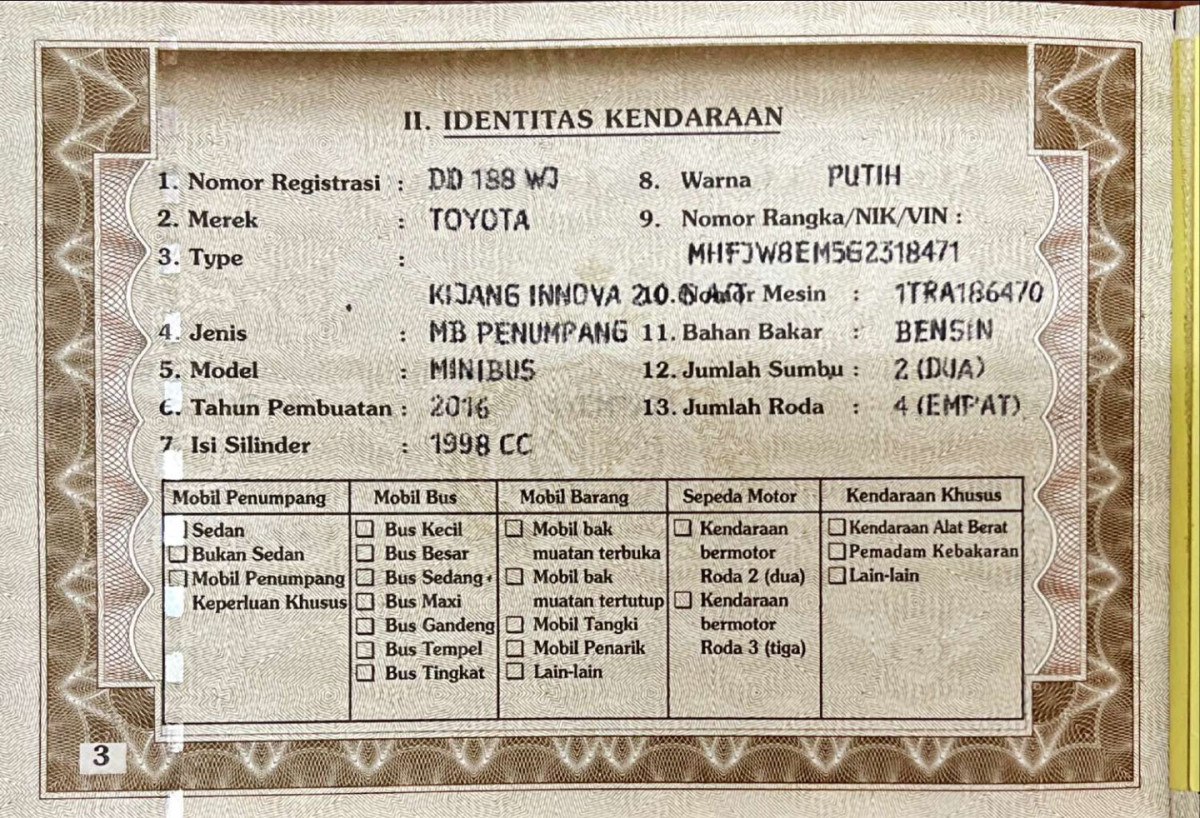 II. IDENTITAS KENDARAAN
1. Nomor Registrasi : DD 188 WJ
2. Merek : TOYOTA
3. Type :
KIJANG INNOVA 2.0 G A/T
4. Jenis : MB PENUMPANG
5. Model : MINIBUS
6. Tahun Pembuatan : 2016
7. Isi Silinder : 1998 CC
8. Warna PUTIH
9. Nomor Rangka/NIK/VIN :
MHFJW8EM5G2318471
10. Nomor Mesin : 1TRA186470
11. Bahan Bakar : BENSIN
12. Jumlah Sumbu : 2 (DUA)
13. Jumlah Roda : 4 (EMPAT)
Mobil Penumpang
Sedan
Bukan Sedan
Mobil Penumpang
Keperluan Khusus
Mobil Bus
Bus Kecil
Bus Besar
Bus Sedang
Bus Maxi
Bus Gandeng
Bus Tempel
Bus Tingkat
Mobil Barang
Mobil bak
muatan terbuka
Mobil bak
muatan tertutup
Mobil Tangki
Mobil Penarik
Lain-lain
Sepeda Motor
Kendaraan
bermotor
Roda 2 (dua)
Kendaraan
bermotor
Roda 3 (tiga)
Kendaraan Khusus
Kendaraan Alat Berat
Pemadam Kebakaran
Lain-lain
3